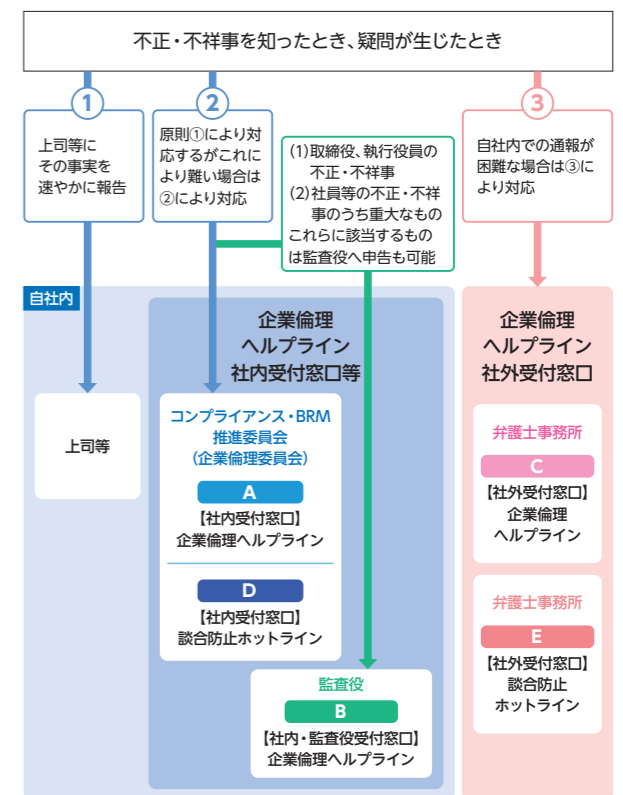 不正・不祥事を知ったとき、疑問が生じたとき
1
上司等に
その事実を
速やかに報告
2
原則①により対
応するがこれに
より難い場合は
②により対応
(1)取締役、執行役員の
不正・不祥事
(2)社員等の不正・不祥
事のうち重大なもの
これらに該当するもの
は監査役へ申告も可能
3
自社内での通報が
困難な場合は③に
より対応
自社内
上司等
企業倫理
ヘルプライン
社内受付窓口等
コンプライアンス・BRM
推進委員会
(企業倫理委員会)
A
【社内受付窓口】
企業倫理ヘルプライン
D
【社内受付窓口】
談合防止ホットライン
監査役
B
【社内・監査役受付窓口】
企業倫理ヘルプライン
企業倫理
ヘルプライン
社外受付窓口
弁護士事務所
C
【社外受付窓口】
企業倫理
ヘルプライン
弁護士事務所
E
【社外受付窓口】
談合防止
ホットライン